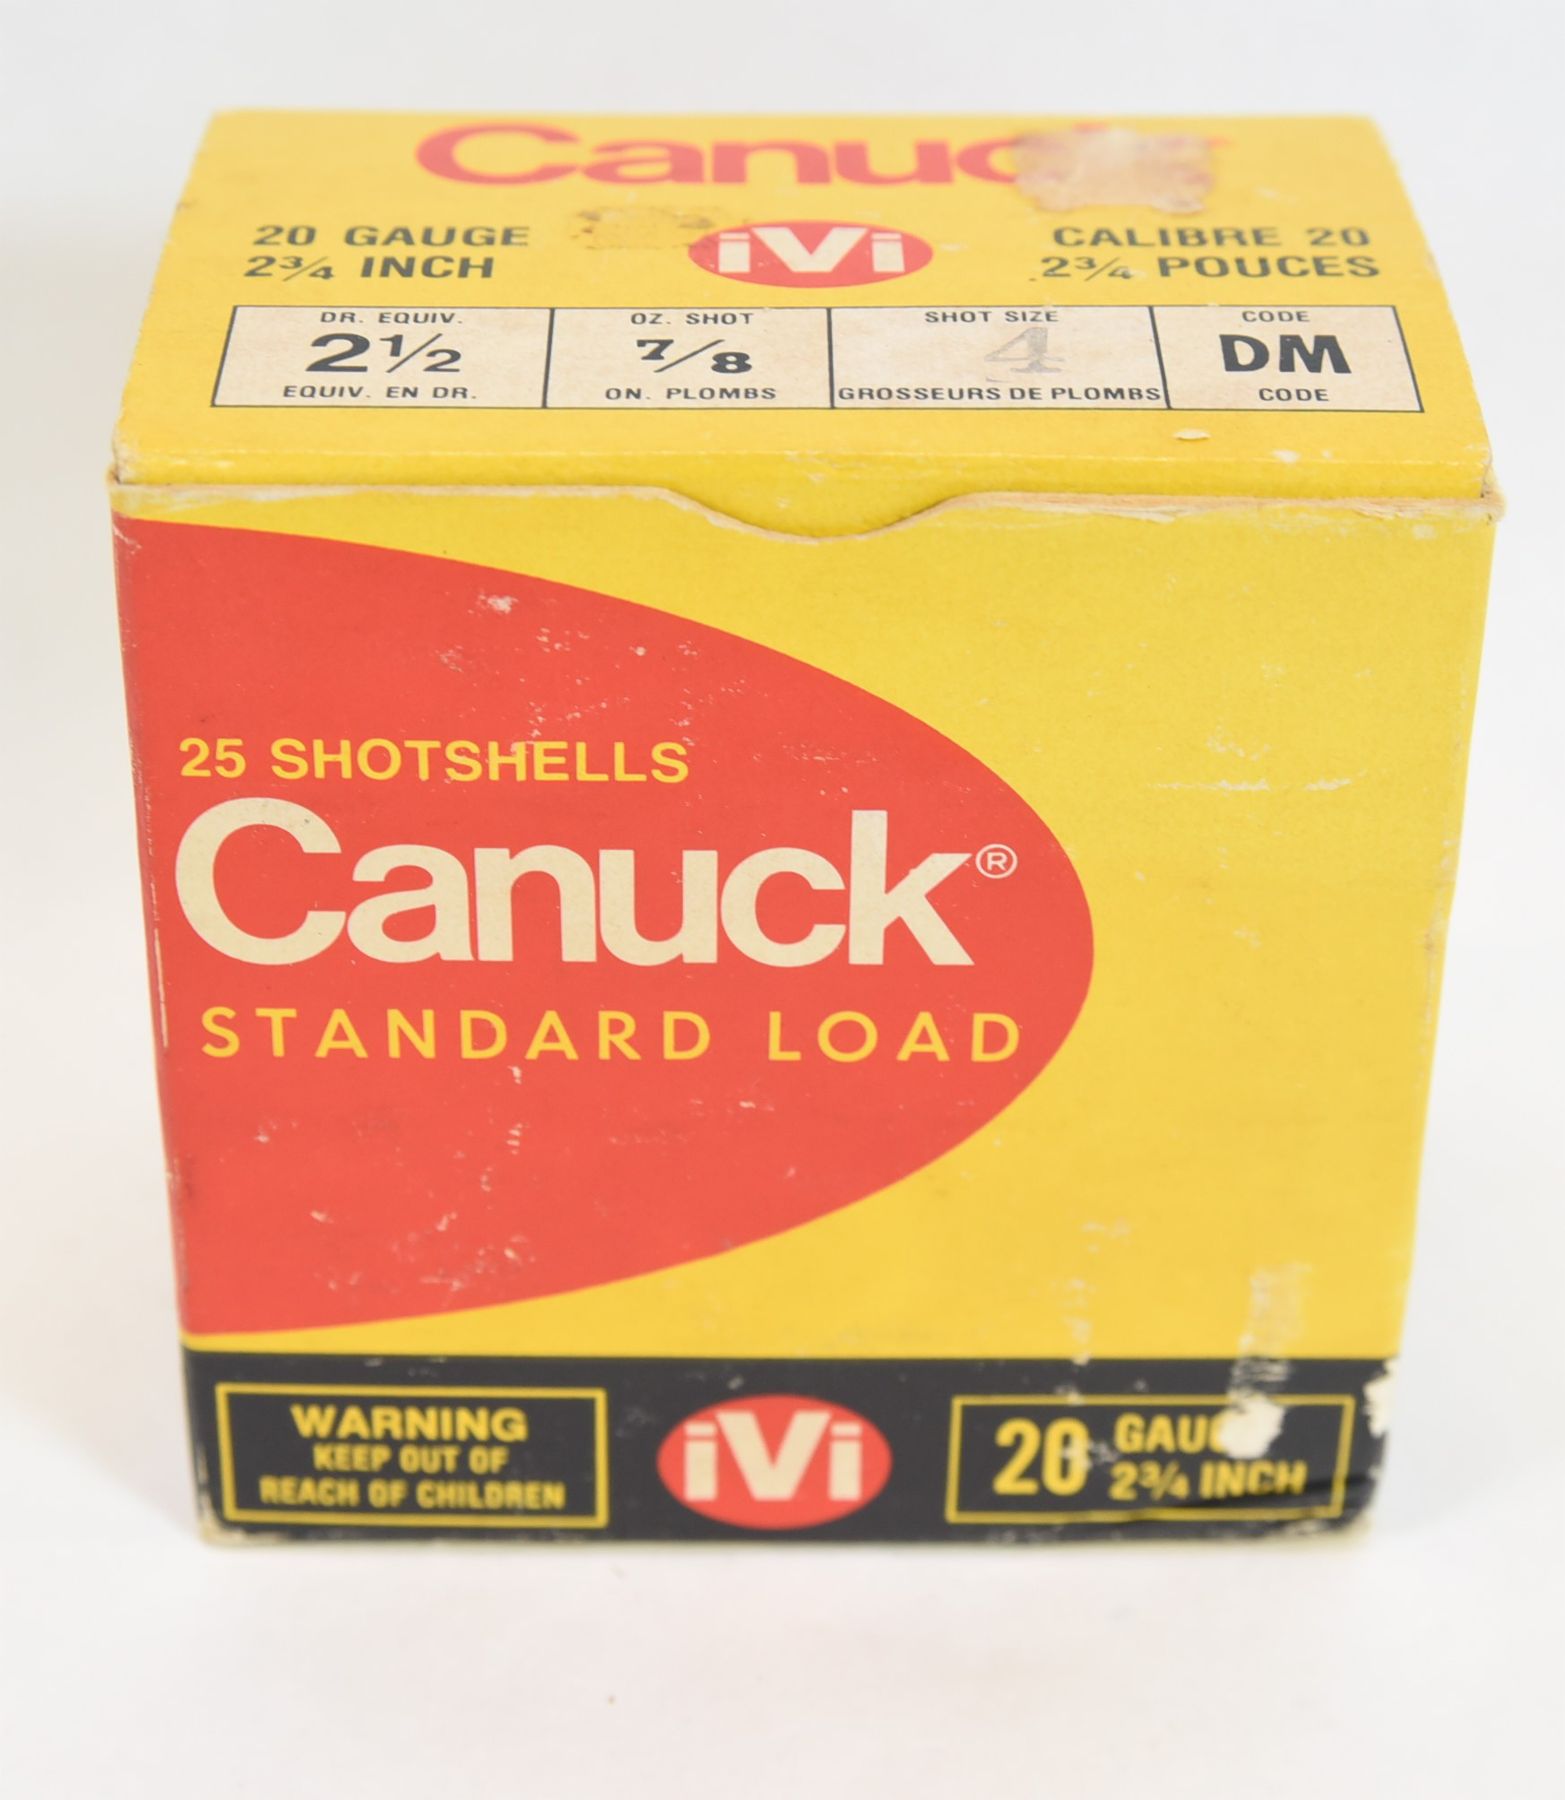 20 GAUGE
2¾ INCH
iVi
CALIBRE 20
2¾ POUCES
DR. EQUIV.
2½
EQUIV. EN DR.
OZ. SHOT
7/8
ON. PLOMBS
SHOT SIZE
4
GROSSEURS DE PLOMBS
CODE
DM
CODE
25 SHOTSHELLS
Canuck®
STANDARD LOAD
WARNING
KEEP OUT OF
REACH OF CHILDREN
iVi
20
2¾ INCH